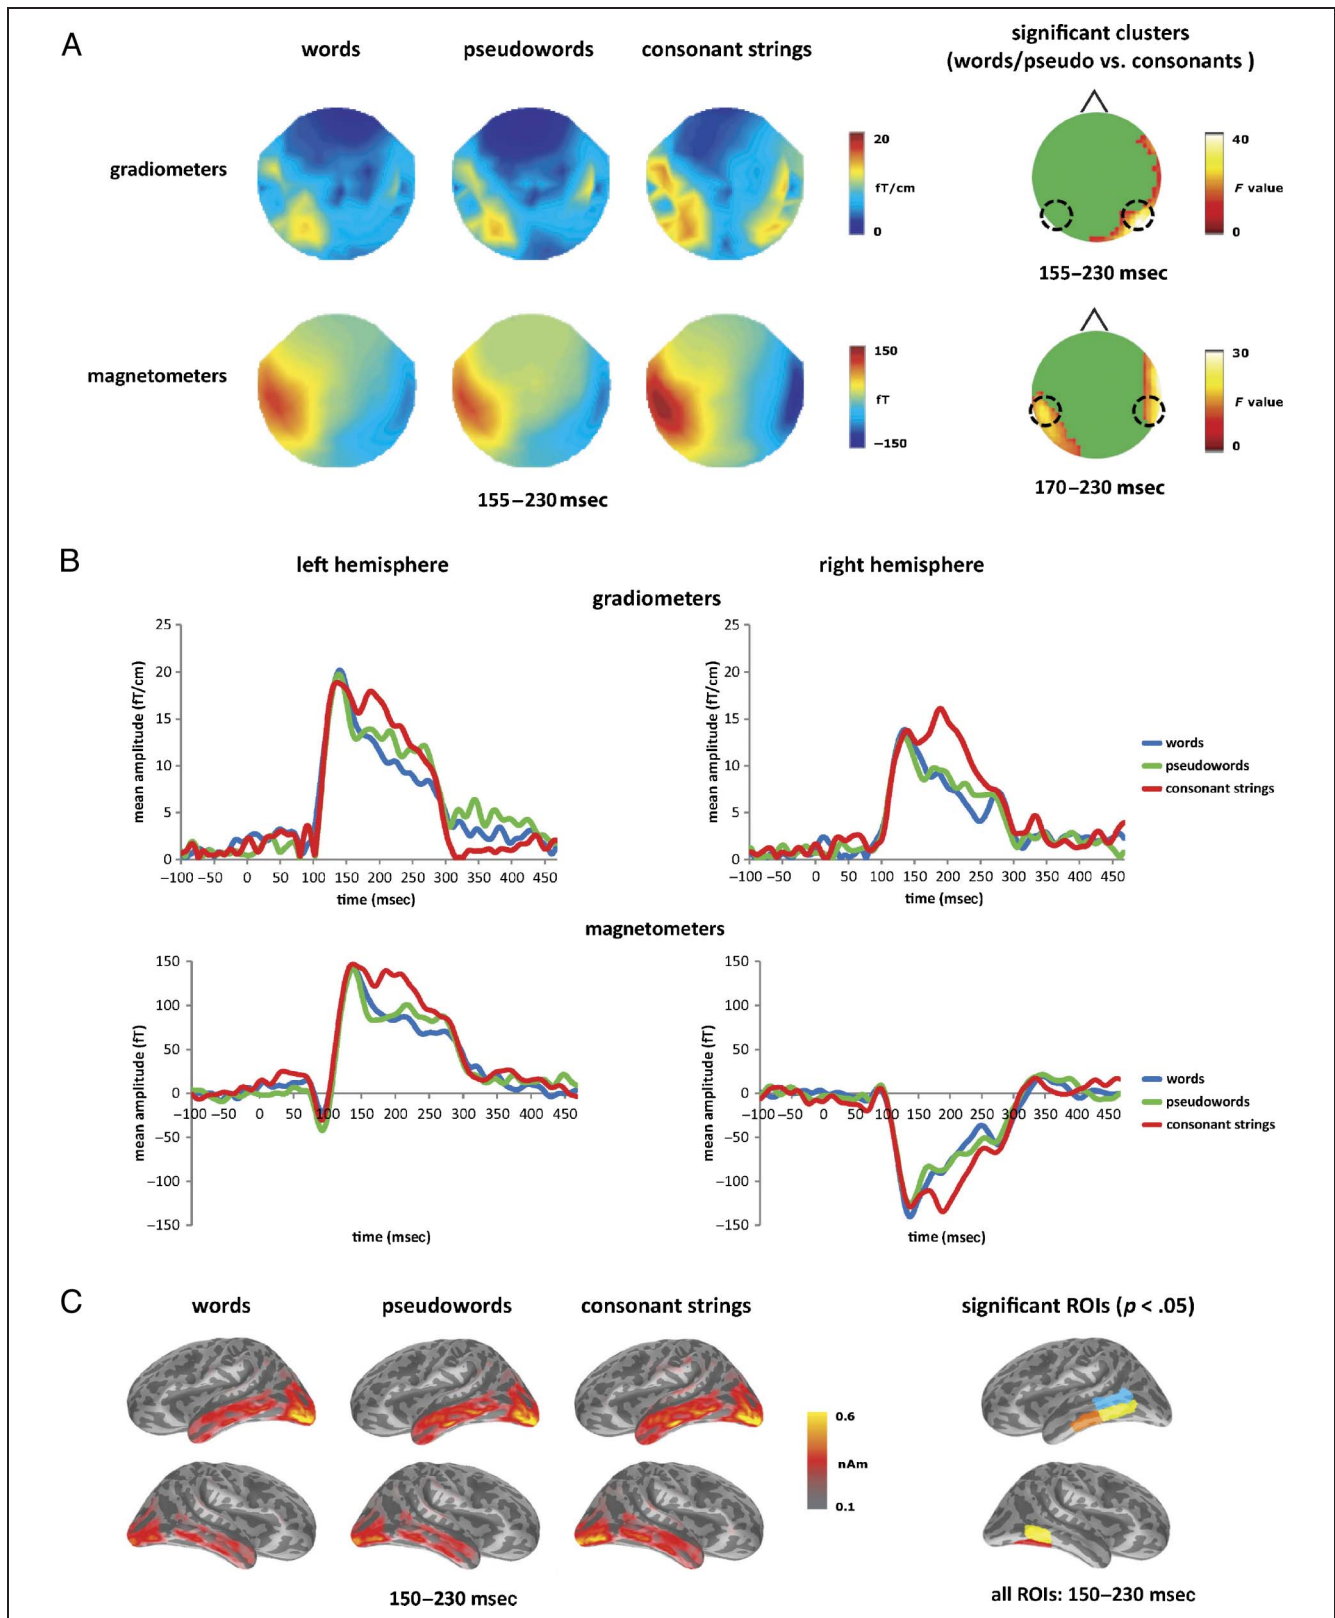 A
words pseudowords consonant strings
significant clusters
(words/pseudo vs. consonants )
gradiometers
20
fT/cm
0
40
F value
0
155–230 msec
magnetometers
150
fT
–150
30
F value
0
155–230 msec
170–230 msec
B
left hemisphere right hemisphere
gradiometers
mean amplitude (fT/cm)
25
20
15
10
5
0
–100 –50 0 50 100 150 200 250 300 350 400 450
time (msec)
mean amplitude (fT/cm)
25
20
15
10
5
0
–100 –50 0 50 100 150 200 250 300 350 400 450
time (msec)
words
pseudowords
consonant strings
magnetometers
mean amplitude (fT)
150
100
50
0
–50
–100
–150
–100 –50 0 50 100 150 200 250 300 350 400 450
time (msec)
mean amplitude (fT)
150
100
50
0
–50
–100
–150
–100 –50 0 50 100 150 200 250 300 350 400 450
time (msec)
words
pseudowords
consonant strings
C
words pseudowords consonant strings significant ROIs (p < .05)
0.6
nAm
0.1
150–230 msec
all ROIs: 150–230 msec